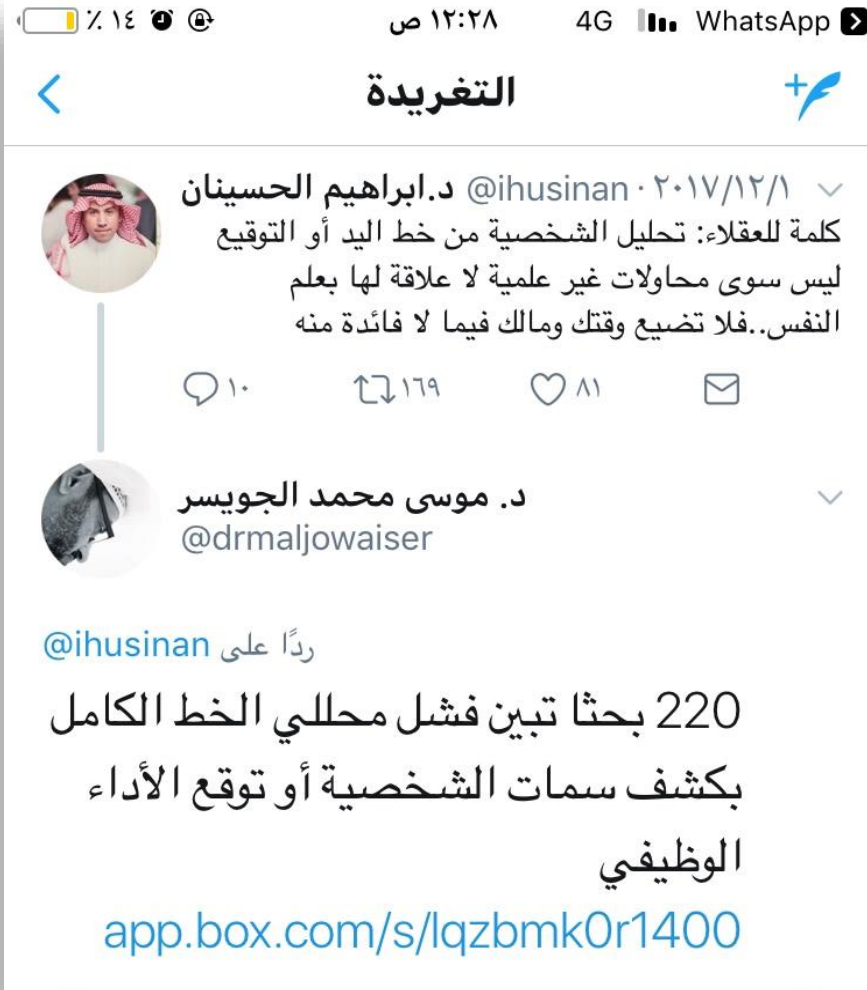 ٪ ١٤
١٢:٢٨ ص
4G WhatsApp
التغريدة
د.ابراهيم الحسينان @ihusinan · ٢٠١٧/١٢/١
كلمة للعقلاء: تحليل الشخصية من خط اليد أو التوقيع
ليس سوى محاولات غير علمية لا علاقة لها بعلم
النفس..فلا تضيع وقتك ومالك فيما لا فائدة منه
١٠ ١٦٩ ٨١
د. موسى محمد الجويسر
@drmaljowaiser
ردًا على @ihusinan
220 بحثا تبين فشل محللي الخط الكامل
بكشف سمات الشخصية أو توقع الأداء
الوظيفي
app.box.com/s/lqzbmk0r1400